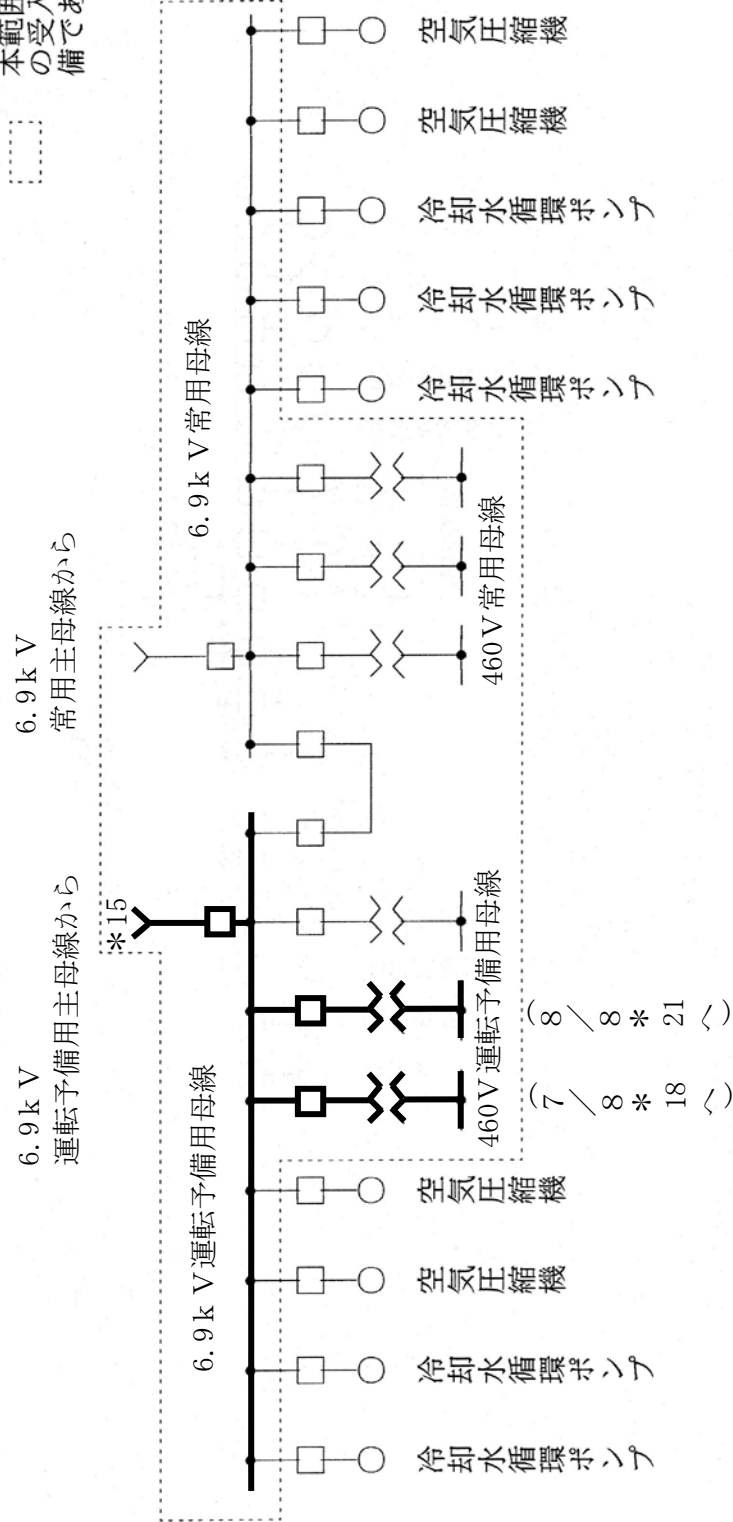 本範囲
の受入
備であ
6.9kV
運転予備用主母線から
6.9kV
常用主母線から
*15
6.9kV運転予備用母線
6.9kV常用母線
460V運転予備用母線
460V常用母線
冷却水循環ポンプ
冷却水循環ポンプ
空気圧縮機
空気圧縮機
(7／8*18へ)
(8／8*21へ)
冷却水循環ポンプ
冷却水循環ポンプ
冷却水循環ポンプ
空気圧縮機
空気圧縮機